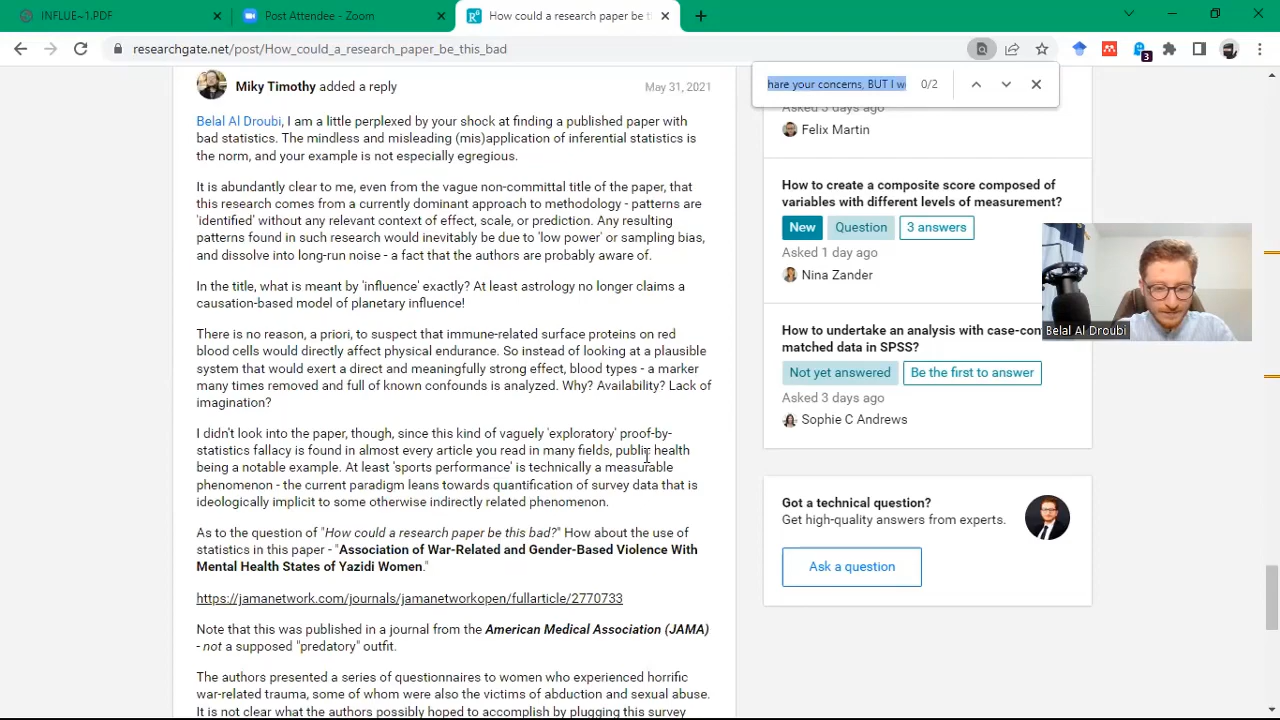 INFLUE~1.PDF
Post Attendee - Zoom
How could a research paper be t
researchgate.net/post/How_could_a_research_paper_be_this_bad
3
Miky Timothy added a reply
May 31, 2021
Belal Al Droubi, I am a little perplexed by your shock at finding a published paper with
bad statistics. The mindless and misleading (mis)application of inferential statistics is
the norm, and your example is not especially egregious.
It is abundantly clear to me, even from the vague non-committal title of the paper, that
this research comes from a currently dominant approach to methodology - patterns are
'identified' without any relevant context of effect, scale, or prediction. Any resulting
patterns found in such research would inevitably be due to 'low power' or sampling bias,
and dissolve into long-run noise - a fact that the authors are probably aware of.
In the title, what is meant by 'influence' exactly? At least astrology no longer claims a
causation-based model of planetary influence!
There is no reason, a priori, to suspect that immune-related surface proteins on red
blood cells would directly affect physical endurance. So instead of looking at a plausible
system that would exert a direct and meaningfully strong effect, blood types - a marker
many times removed and full of known confounds is analyzed. Why? Availability? Lack of
imagination?
I didn't look into the paper, though, since this kind of vaguely 'exploratory' proof-by-
statistics fallacy is found in almost every article you read in many fields, public health
being a notable example. At least 'sports performance' is technically a measurable
phenomenon - the current paradigm leans towards quantification of survey data that is
ideologically implicit to some otherwise indirectly related phenomenon.
As to the question of "How could a research paper be this bad?" How about the use of
statistics in this paper - "Association of War-Related and Gender-Based Violence With
Mental Health States of Yazidi Women."
https://jamanetwork.com/journals/jamanetworkopen/fullarticle/2770733
Note that this was published in a journal from the American Medical Association (JAMA)
- not a supposed "predatory" outfit.
The authors presented a series of questionnaires to women who experienced horrific
war-related trauma, some of whom were also the victims of abduction and sexual abuse.
It is not clear what the authors possibly hoped to accomplish by plugging this survey
hare your concerns, BUT I w
0/2
Asked 3 days ago
Felix Martin
How to create a composite score composed of
variables with different levels of measurement?
New Question 3 answers
Asked 1 day ago
Nina Zander
How to undertake an analysis with case-con
matched data in SPSS?
Not yet answered Be the first to answer
Asked 3 days ago
Sophie C Andrews
Belal Al Droubi
Got a technical question?
Get high-quality answers from experts.
Ask a question